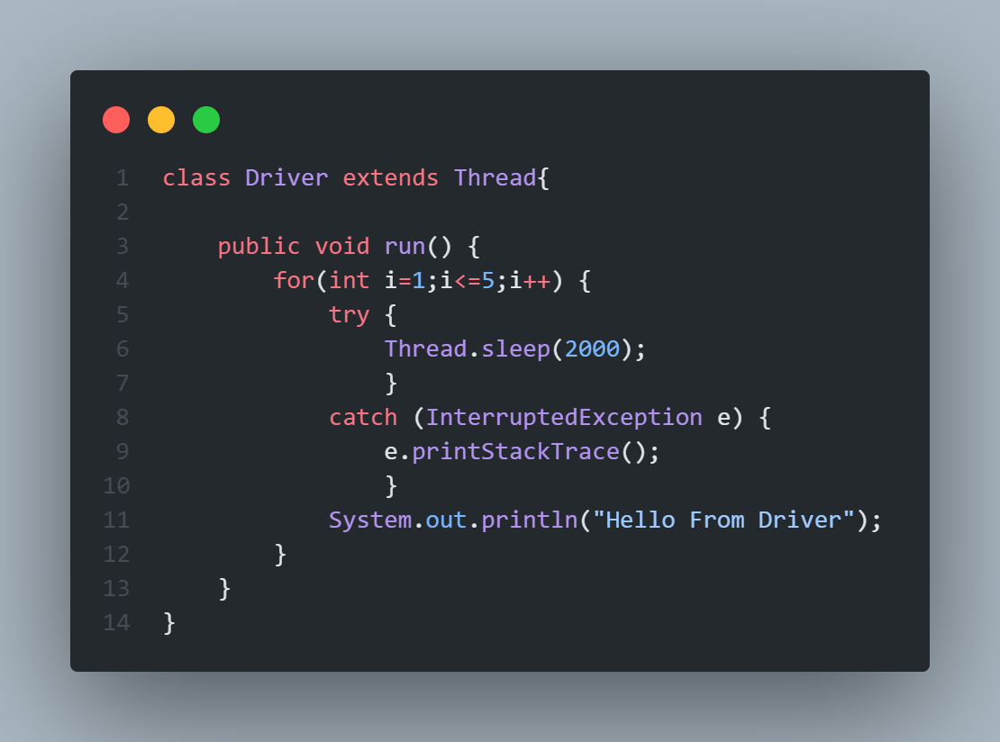 1 class Driver extends Thread{
2
3     public void run() {
4         for(int i=1;i<=5;i++) {
5             try {
6                 Thread.sleep(2000);
7                 }
8             catch (InterruptedException e) {
9                 e.printStackTrace();
10                 }
11             System.out.println("Hello From Driver");
12         }
13     }
14 }